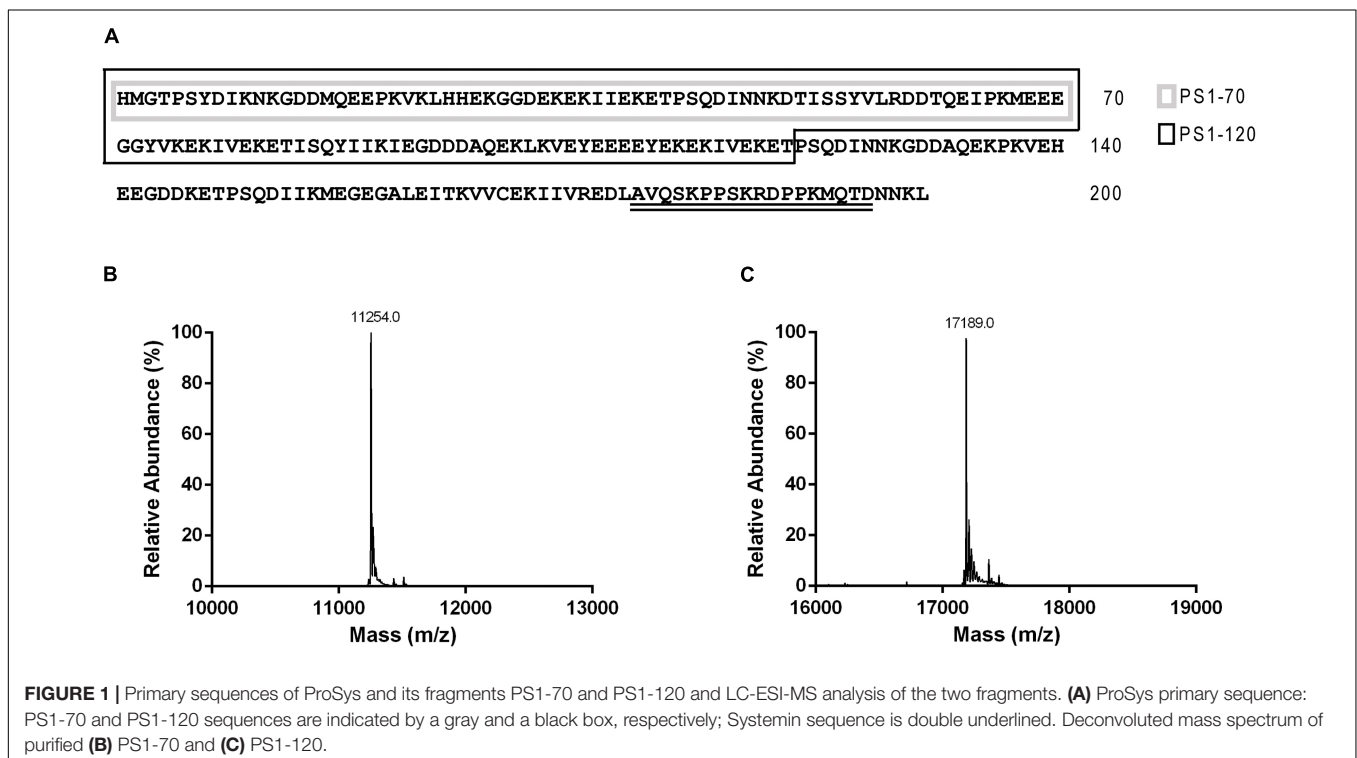 A
HMGTPSYDIKNKGDDMQEEPKVKLHHEKGGDEKEKIIEKETPSQDINNKDTISSYVLRDDTQEIPKMEEE 70
PS1-70
GGYVKEKIVEKETISQYIIKIEGDDDAQEKLKVEYEEEEYEKEKIVEKETPSQDINNKGDDAQEKPKVEH 140
PS1-120
EEGDDKETPSQDIIKMEGEGALEITKVVCEKIIVREDLAVQSKPPSKRDPPKMQTDNNKL 200
B
11254.0
100
80
60
40
20
0
Relative Abundance (%)
10000 11000 12000 13000
Mass (m/z)
C
17189.0
100
80
60
40
20
0
Relative Abundance (%)
16000 17000 18000 19000
Mass (m/z)
FIGURE 1 | Primary sequences of ProSys and its fragments PS1-70 and PS1-120 and LC-ESI-MS analysis of the two fragments. (A) ProSys primary sequence:
PS1-70 and PS1-120 sequences are indicated by a gray and a black box, respectively; Systemin sequence is double underlined. Deconvoluted mass spectrum of
purified (B) PS1-70 and (C) PS1-120.